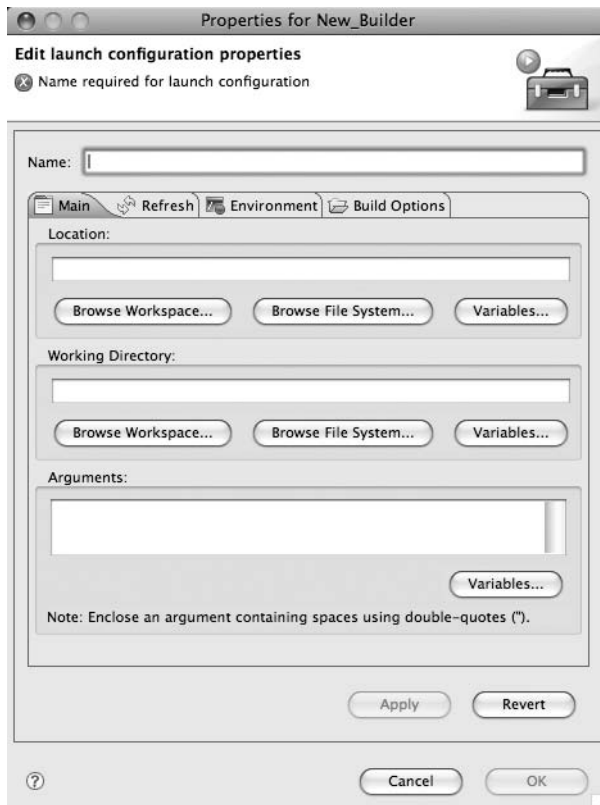 Properties for New_Builder
Edit launch configuration properties
Name required for launch configuration
Name:
Main Refresh Environment Build Options
Location:
Browse Workspace... Browse File System... Variables...
Working Directory:
Browse Workspace... Browse File System... Variables...
Arguments:
Variables...
Note: Enclose an argument containing spaces using double-quotes (").
Apply Revert
? Cancel OK